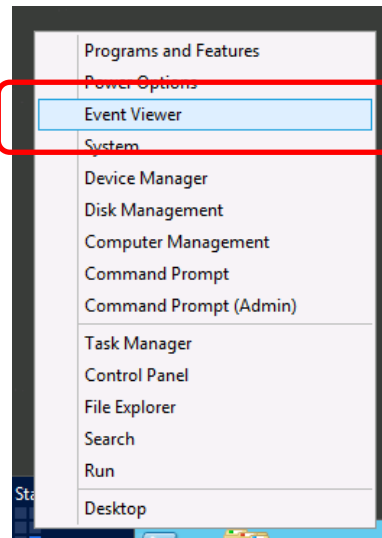 Programs and Features
Power Options
Event Viewer
System
Device Manager
Disk Management
Computer Management
Command Prompt
Command Prompt (Admin)
Task Manager
Control Panel
File Explorer
Search
Run
Sta
Desktop